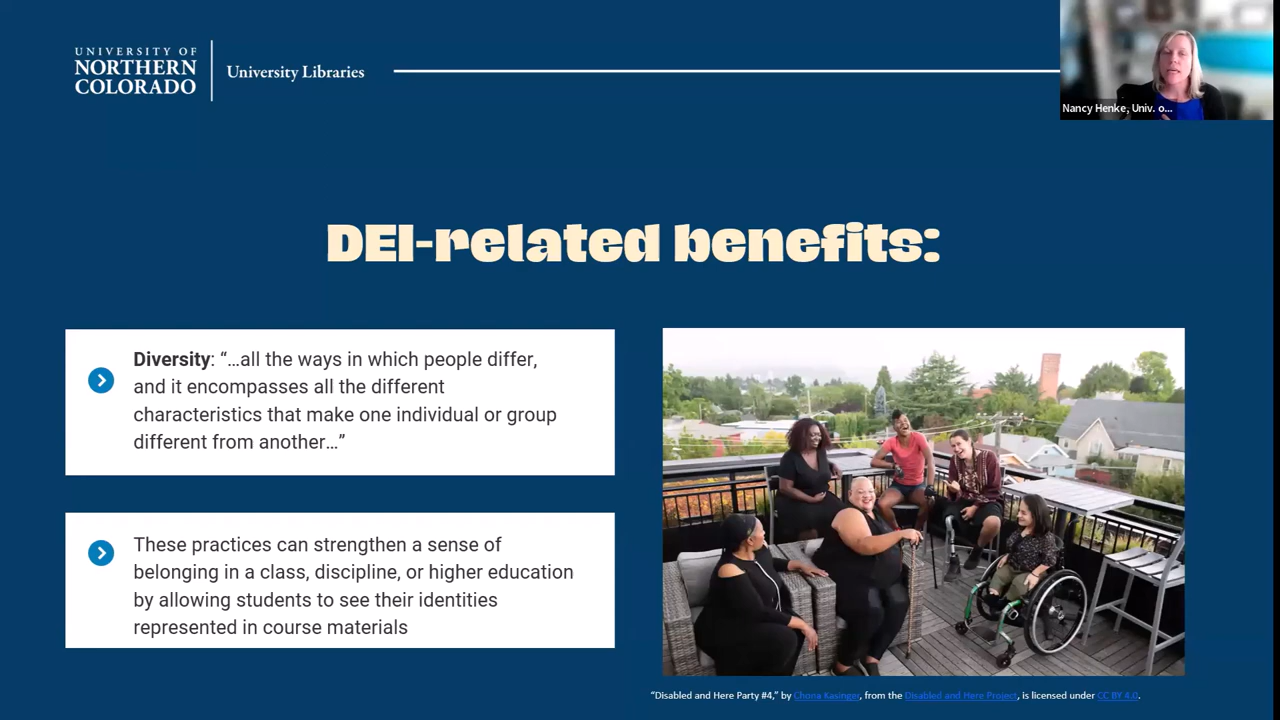 UNIVERSITY OF
NORTHERN
COLORADO
University Libraries
Nancy Henke, Univ. o...
DEI-related benefits:
Diversity: “…all the ways in which people differ,
and it encompasses all the different
characteristics that make one individual or group
different from another…”
These practices can strengthen a sense of
belonging in a class, discipline, or higher education
by allowing students to see their identities
represented in course materials
“Disabled and Here Party #4,” by Chona Kasinger, from the Disabled and Here Project, is licensed under CC BY 4.0.